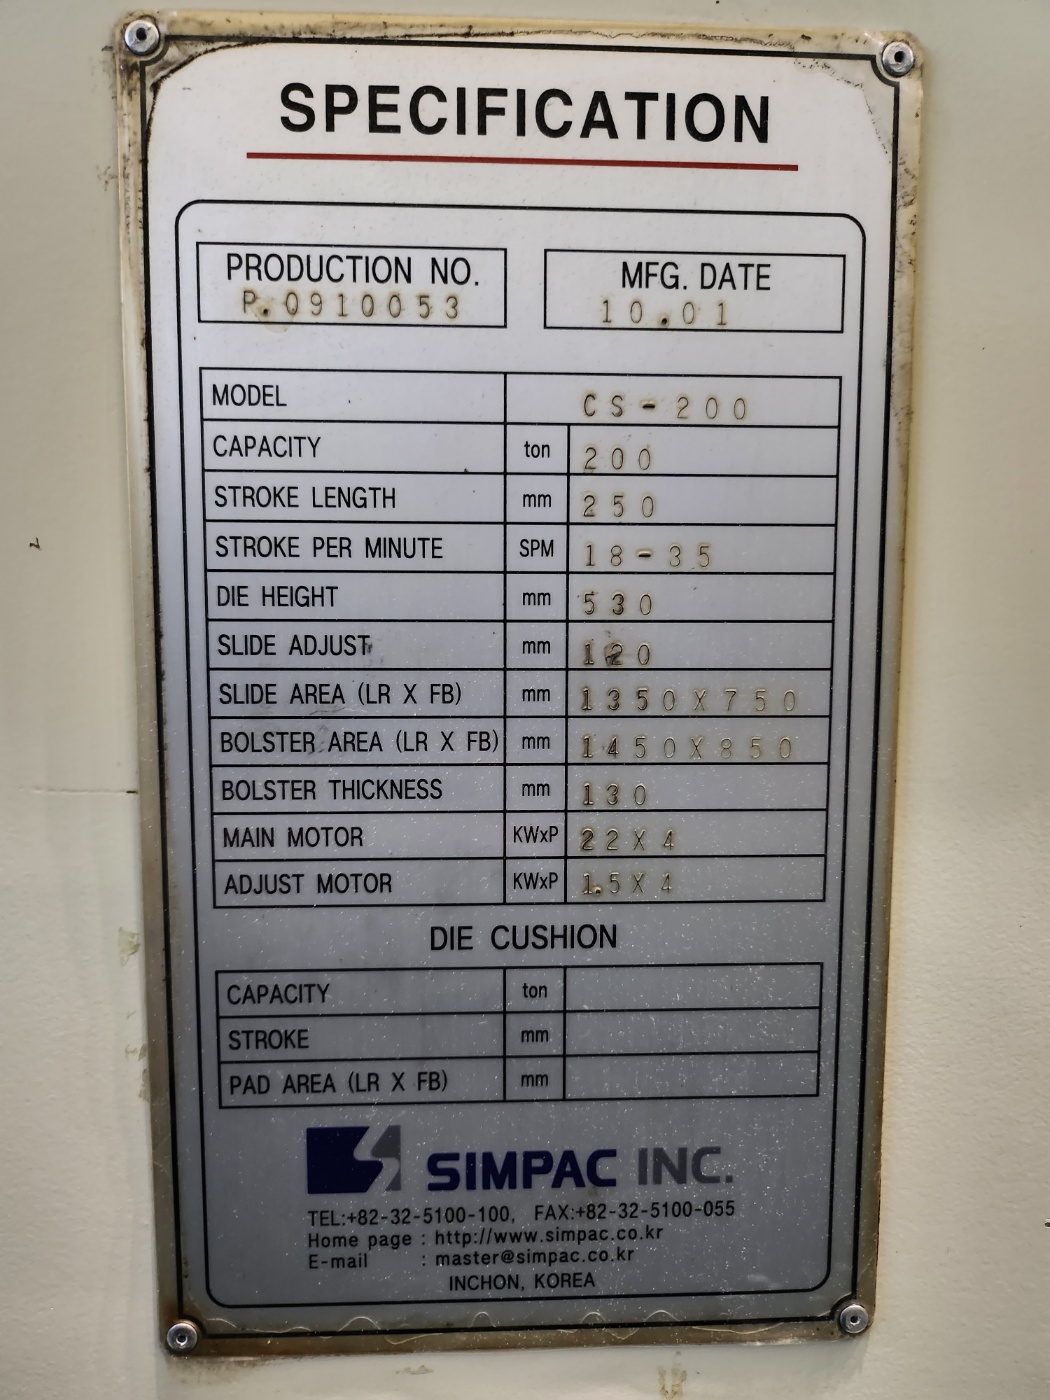 SPECIFICATION
PRODUCTION NO.
P.0910053
MFG. DATE
10.01
MODEL CS-200
CAPACITY ton 200
STROKE LENGTH mm 250
STROKE PER MINUTE SPM 18-35
DIE HEIGHT mm 530
SLIDE ADJUST mm 120
SLIDE AREA (LR X FB) mm 1350X750
BOLSTER AREA (LR X FB) mm 1450X850
BOLSTER THICKNESS mm 130
MAIN MOTOR KWxP 22X4
ADJUST MOTOR KWxP 1.5X4
DIE CUSHION
CAPACITY ton
STROKE mm
PAD AREA (LR X FB) mm
SIMPAC INC.
TEL:+82-32-5100-100, FAX:+82-32-5100-055
Home page : http://www.simpac.co.kr
E-mail : master@simpac.co.kr
INCHON, KOREA